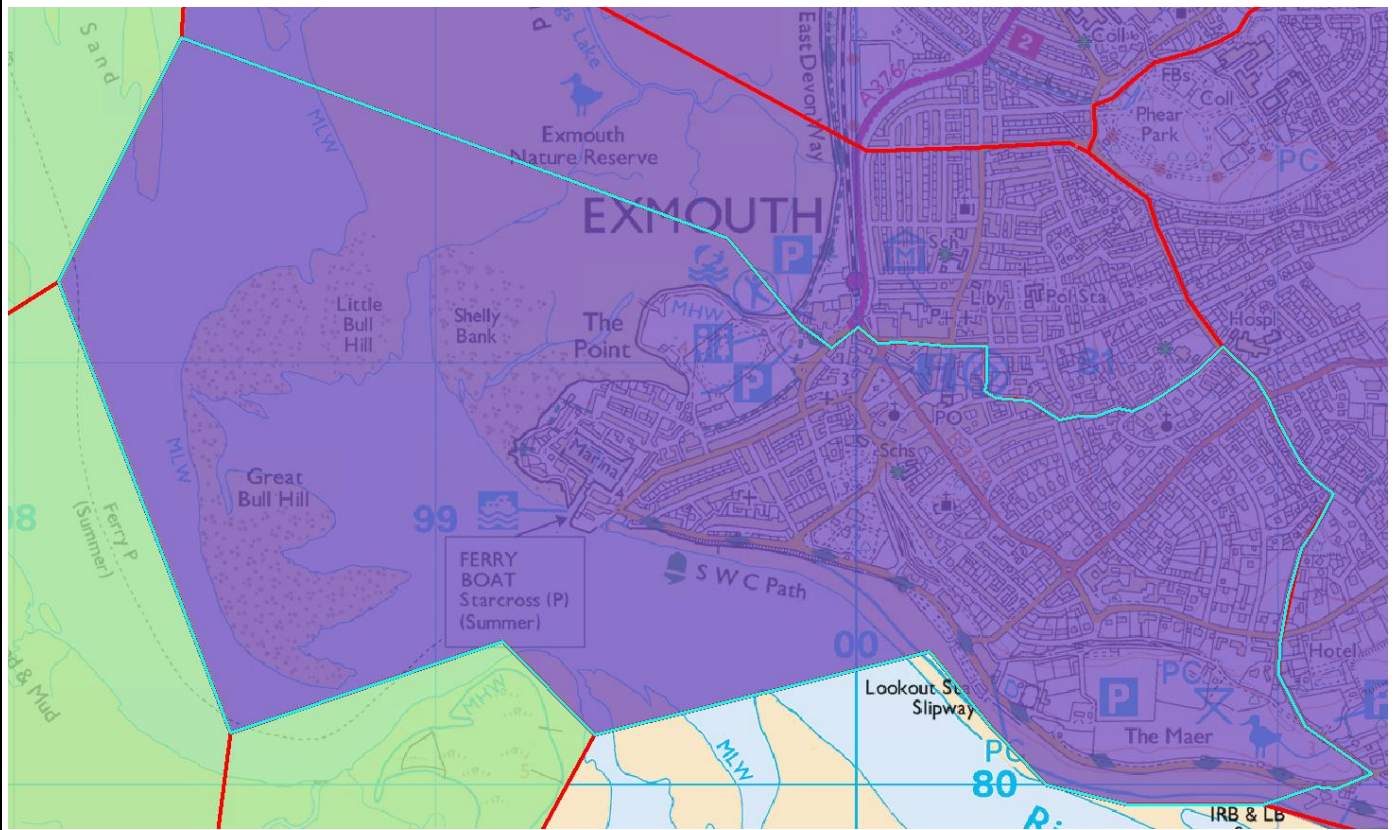 Sand
Lake
Exmouth
Nature Reserve
EXMOUTH
East Devon Way
A376
2
Coll
FBs
Coll
Phear
Park
PC
MLW
P
M
Sch
Liby
Pol Sta
Hospl
81
Little
Bull
Hill
Shelly
Bank
The
Point
MHW
P
PO
B3178
Schs
Marina
MLW
Great
Bull Hill
98
Ferry P
(Summer)
99
FERRY
BOAT
Starcross (P)
(Summer)
S W C Path
00
& Mud
MHW
5
Lookout
Slipway
MLW
PC
80
P
PC
The Maer
Hotel
P
IRB & LB